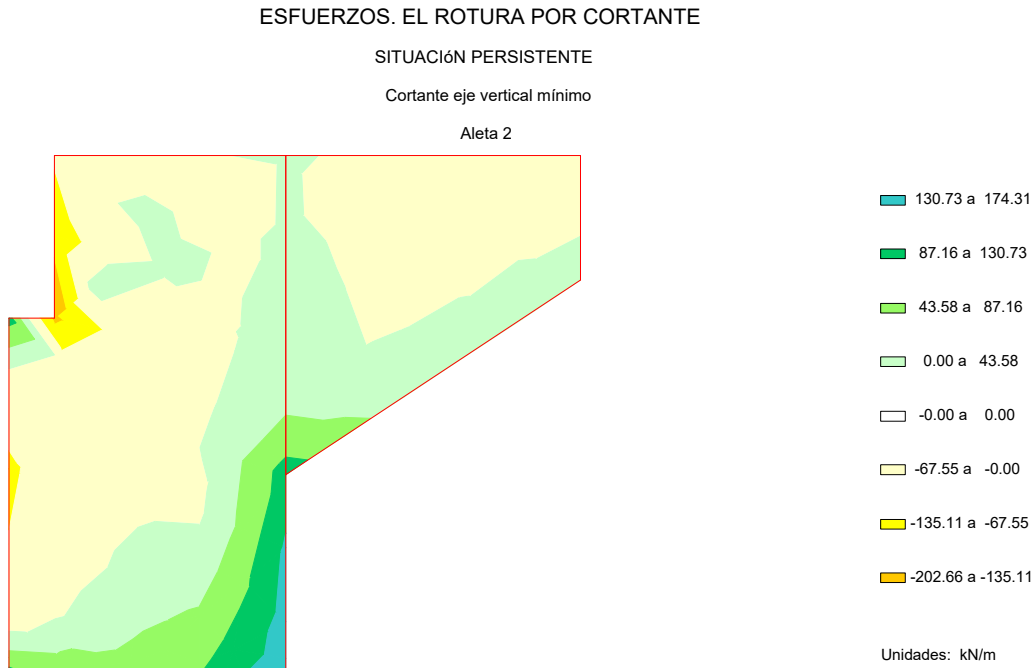 ESFUERZOS. EL ROTURA POR CORTANTE
SITUACIóN PERSISTENTE
Cortante eje vertical mínimo
Aleta 2
130.73 a 174.31
87.16 a 130.73
43.58 a 87.16
0.00 a 43.58
-0.00 a 0.00
-67.55 a -0.00
-135.11 a -67.55
-202.66 a -135.11
Unidades: kN/m